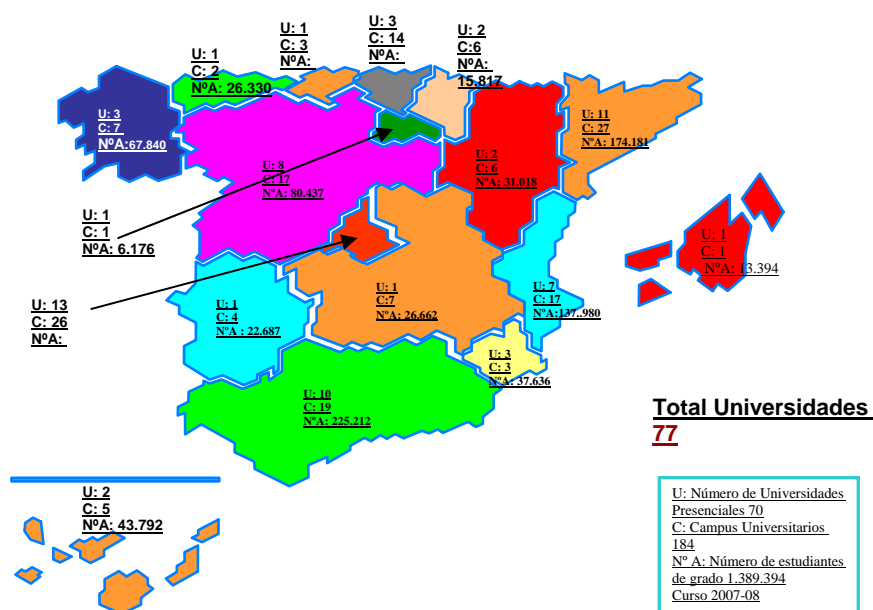 U: 1
C: 3
NºA:
U: 3
C: 14
NºA:
U: 2
C:6
NºA:
15.817
U: 1
C: 2
NºA: 26.330
U: 3
C: 7
NºA:67.840
U: 11
C: 27
NºA: 174.181
U: 8
C: 17
NºA: 80.437
U: 2
C: 6
NºA: 31.018
U: 1
C: 1
NºA: 6.176
U: 1
C: 1
NºA: 13.394
U: 13
C: 26
NºA:
U: 1
C: 4
NºA : 22.687
U: 1
C:7
NºA: 26.662
U: 7
C: 17
NºA:137..980
U: 3
C: 3
NºA: 37.636
U: 10
C: 19
NºA: 225.212
Total Universidades
77
U: 2
C: 5
NºA: 43.792
U: Número de Universidades
Presenciales 70
C: Campus Universitarios
184
Nº A: Número de estudiantes
de grado 1.389.394
Curso 2007-08